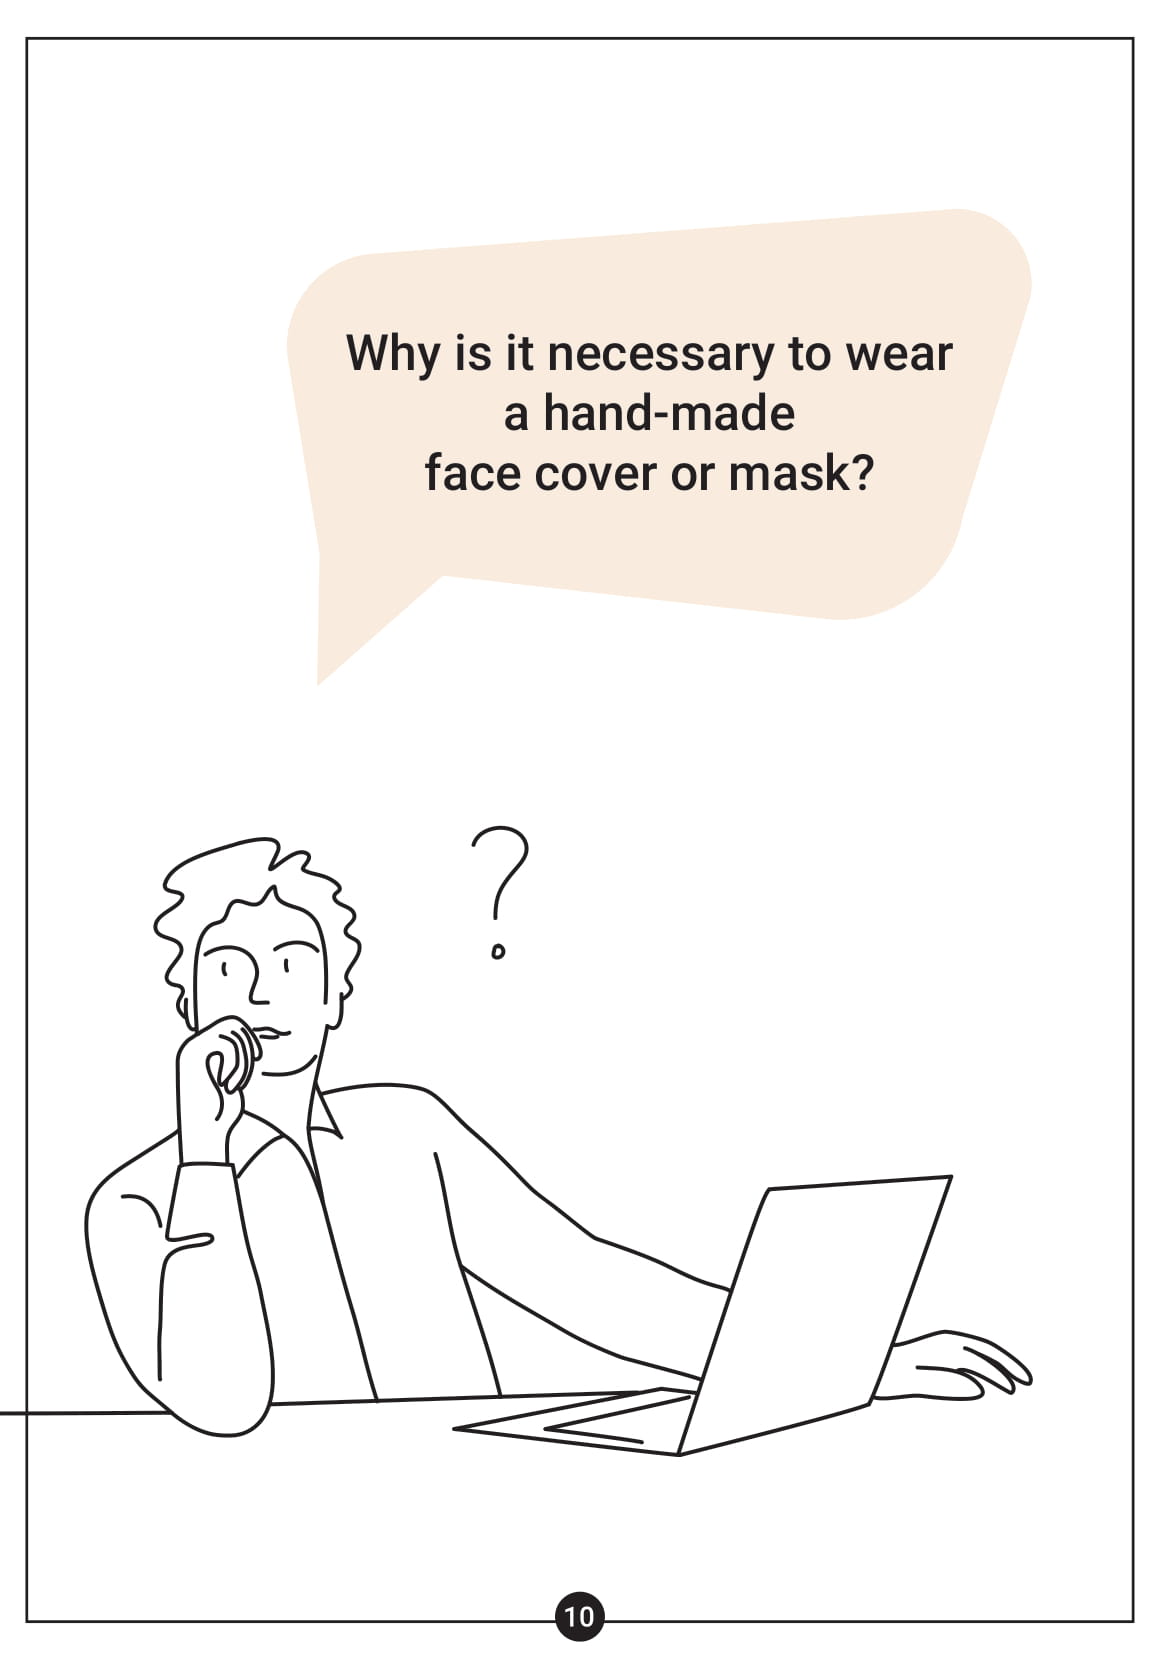 Why is it necessary to wear
a hand-made
face cover or mask?
?
10